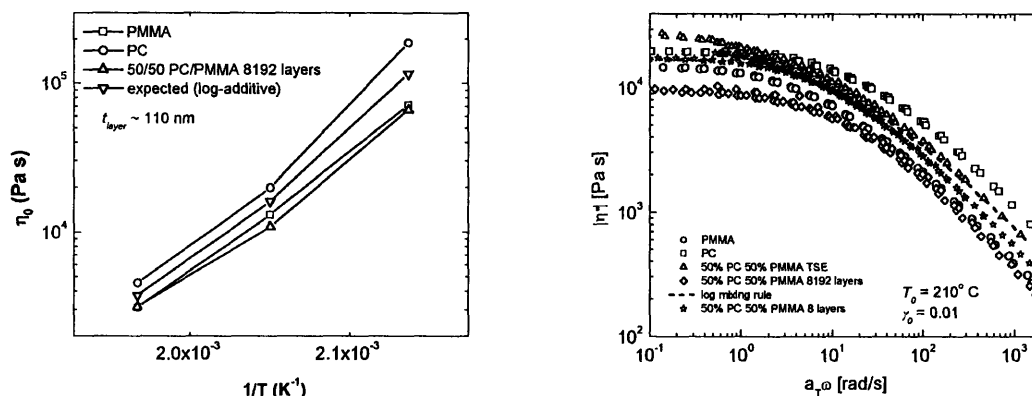 PMMA
PC
50/50 PC/PMMA 8192 layers
expected (log-additive)
t_layer ~ 110 nm
10^5
10^4
η_0 (Pa s)
2.0x10^-3
2.1x10^-3
1/T (K^-1)
10^4
10^3
10^2
|η*| [Pa s]
PMMA
PC
50% PC 50% PMMA TSE
50% PC 50% PMMA 8192 layers
log mixing rule
50% PC 50% PMMA 8 layers
T_o = 210° C
γ_o = 0.01
10^-1
10^0
10^1
10^2
10^3
a_Tω [rad/s]